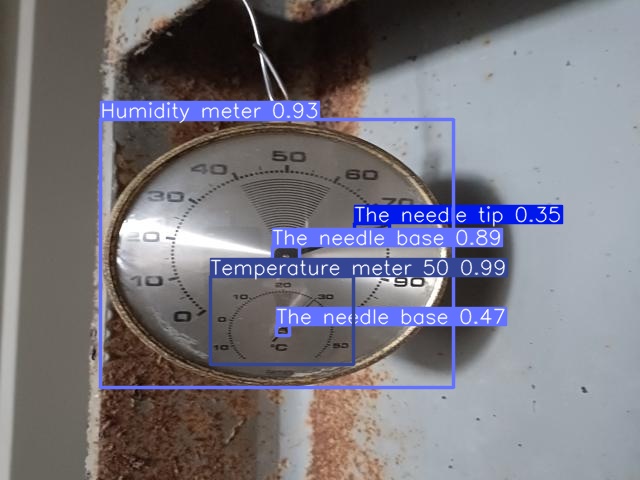 Humidity meter 0.93
50
40
60
30
70
The needle tip 0.35
20
The needle base 0.89
Temperature meter 50 0.99
10
90
20
10
30
0
0
The needle base 0.47
10
50
°C